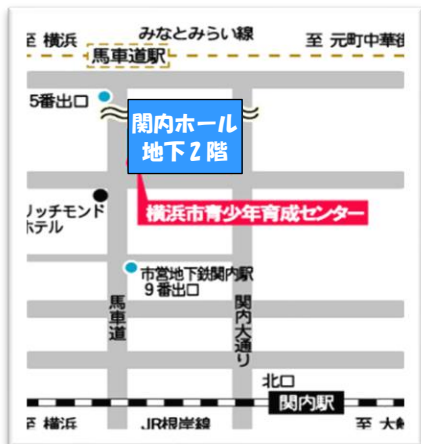 至 横浜
みなとみらい線
至 元町中華街
馬車道駅
5番出口
関内ホール
地下2階
リッチモンド
ホテル
横浜市青少年育成センター
市営地下鉄関内駅
9番出口
馬車道
関内大通り
北口
関内駅
至 横浜
JR根岸線
至 大